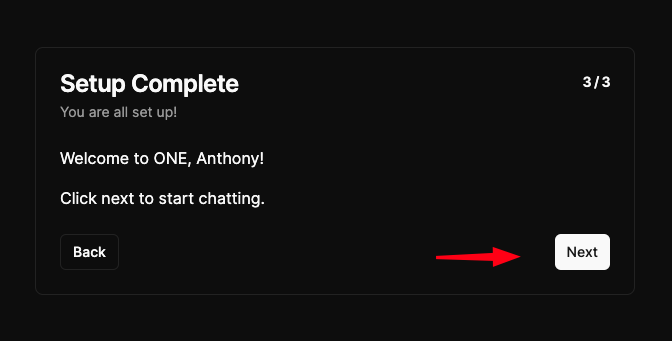 Setup Complete
3 / 3
You are all set up!
Welcome to ONE, Anthony!
Click next to start chatting.
Back
Next